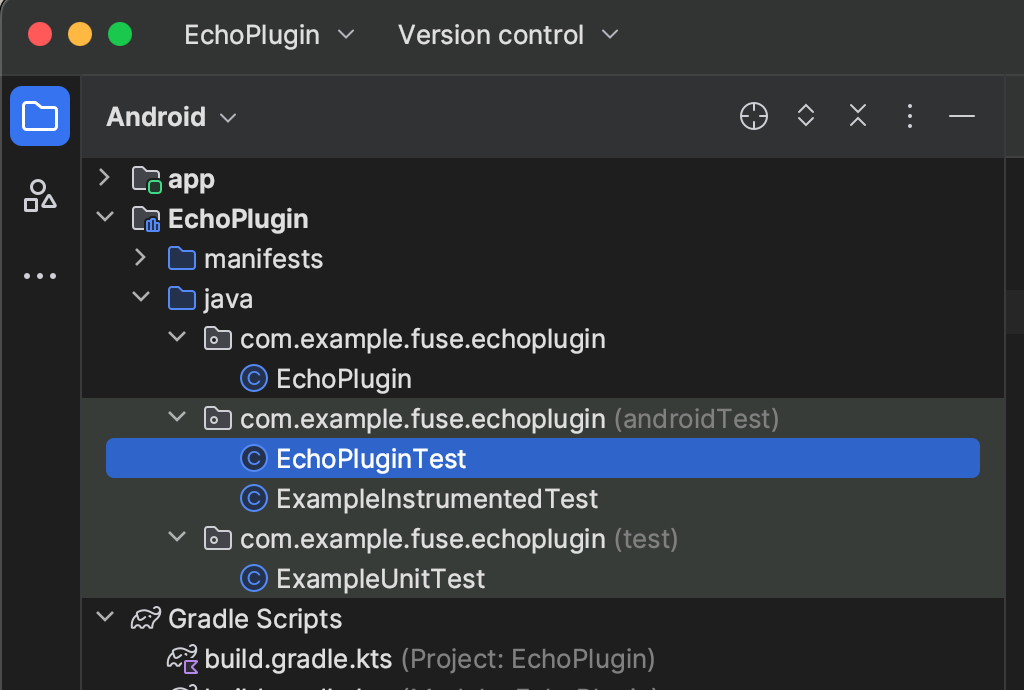 EchoPlugin Version control
Android
app
EchoPlugin
manifests
java
com.example.fuse.echoplugin
EchoPlugin
com.example.fuse.echoplugin (androidTest)
EchoPluginTest
ExampleInstrumentedTest
com.example.fuse.echoplugin (test)
ExampleUnitTest
Gradle Scripts
build.gradle.kts (Project: EchoPlugin)